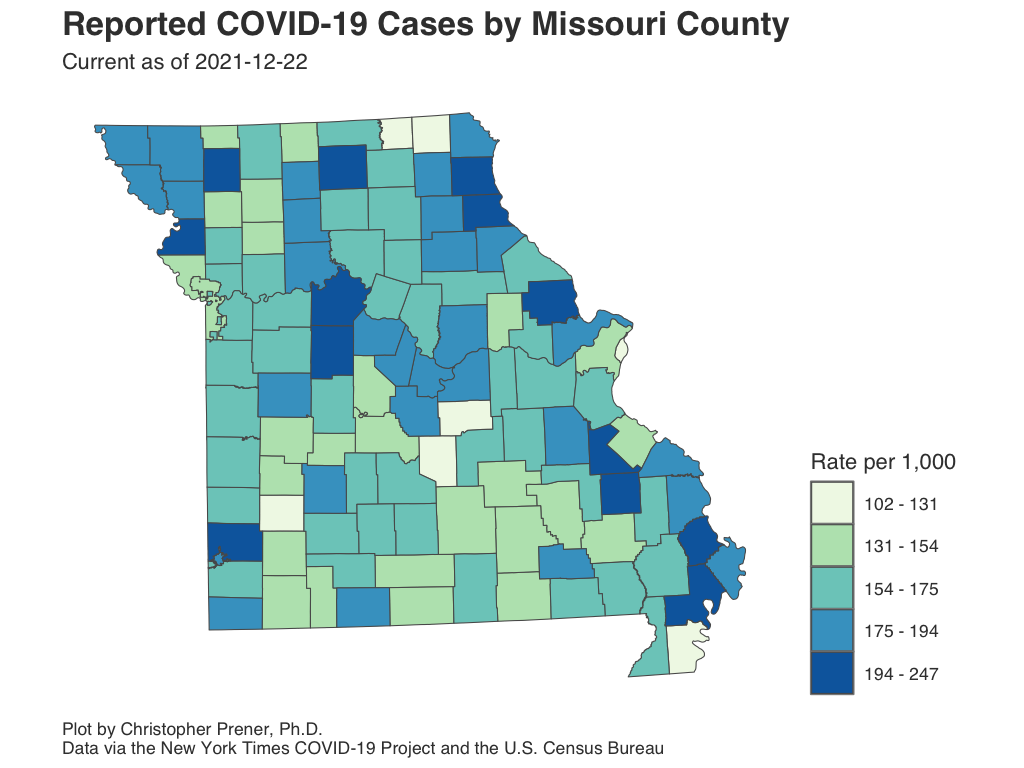 Reported COVID-19 Cases by Missouri County
Current as of 2021-12-22
Rate per 1,000
102 - 131
131 - 154
154 - 175
175 - 194
194 - 247
Plot by Christopher Prener, Ph.D.
Data via the New York Times COVID-19 Project and the U.S. Census Bureau